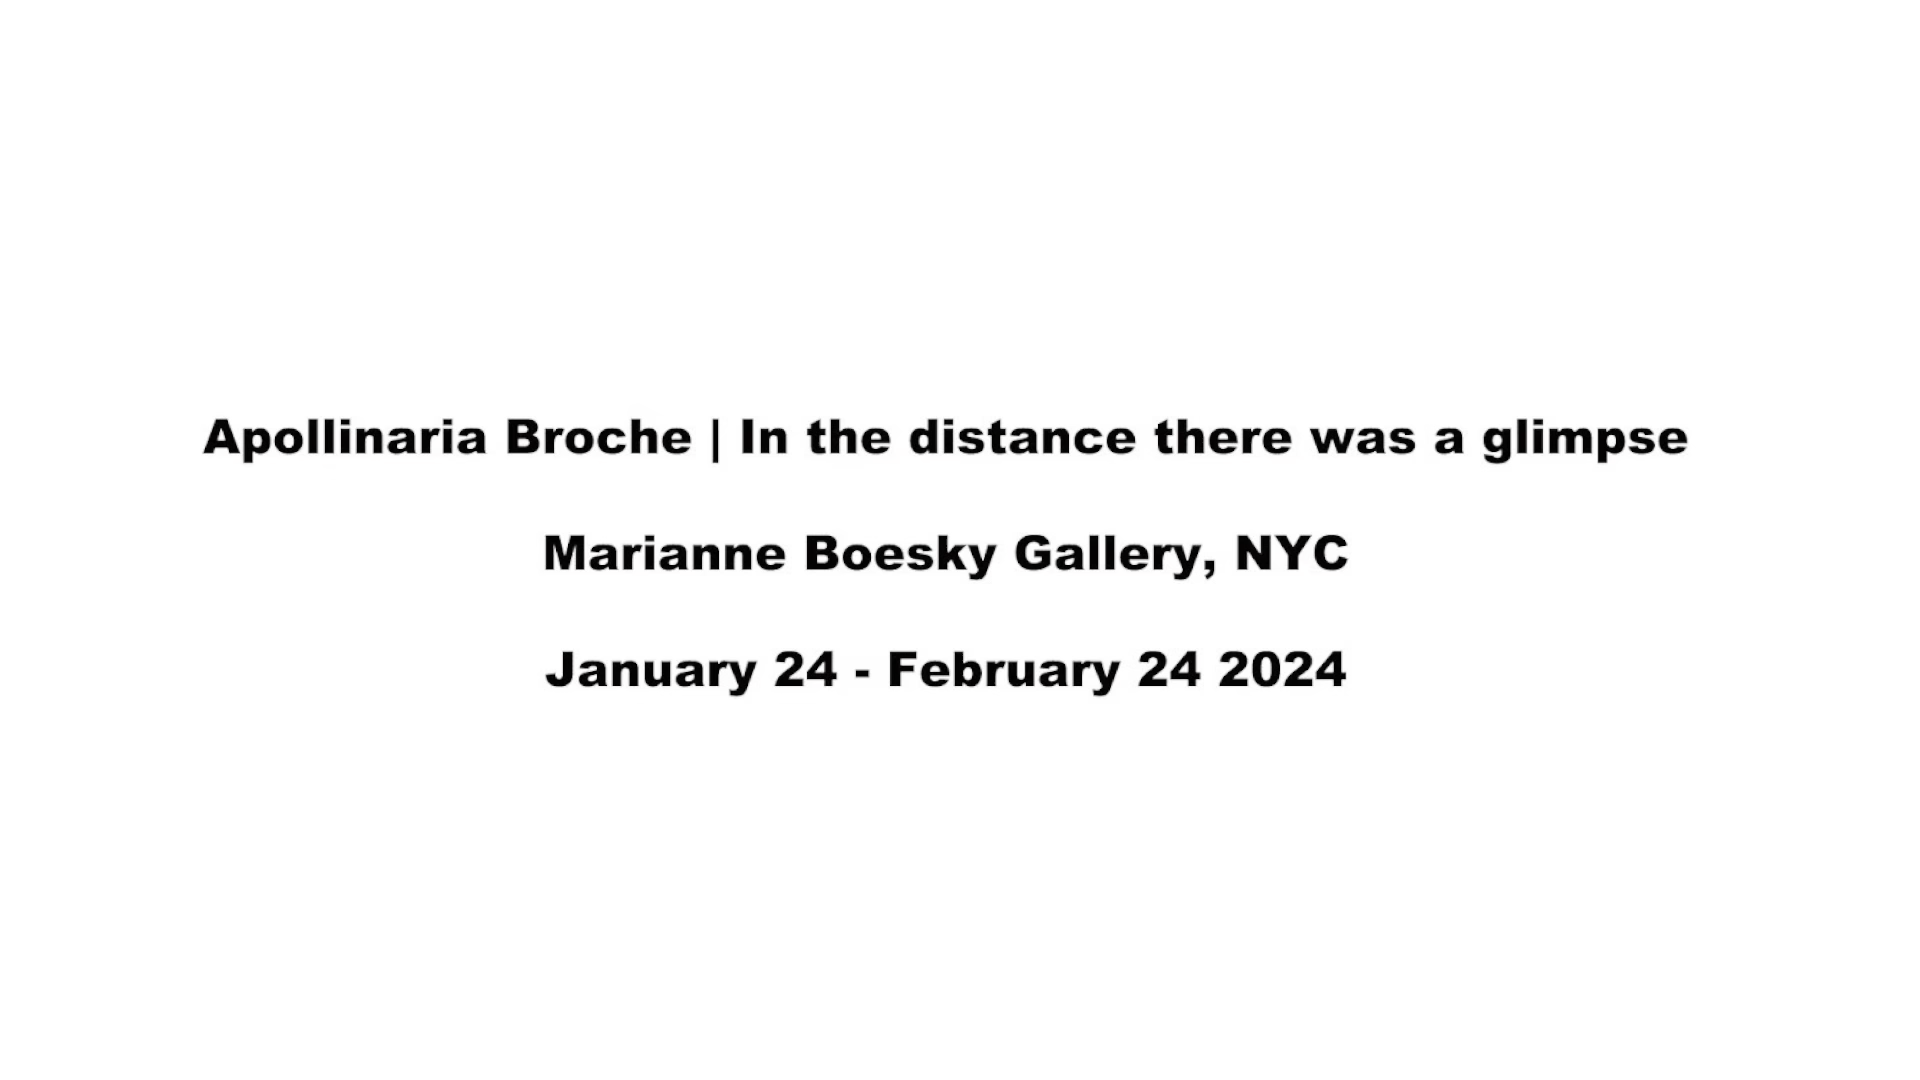 Apollinaria Broche | In the distance there was a glimpse
Marianne Boesky Gallery, NYC
January 24 - February 24 2024